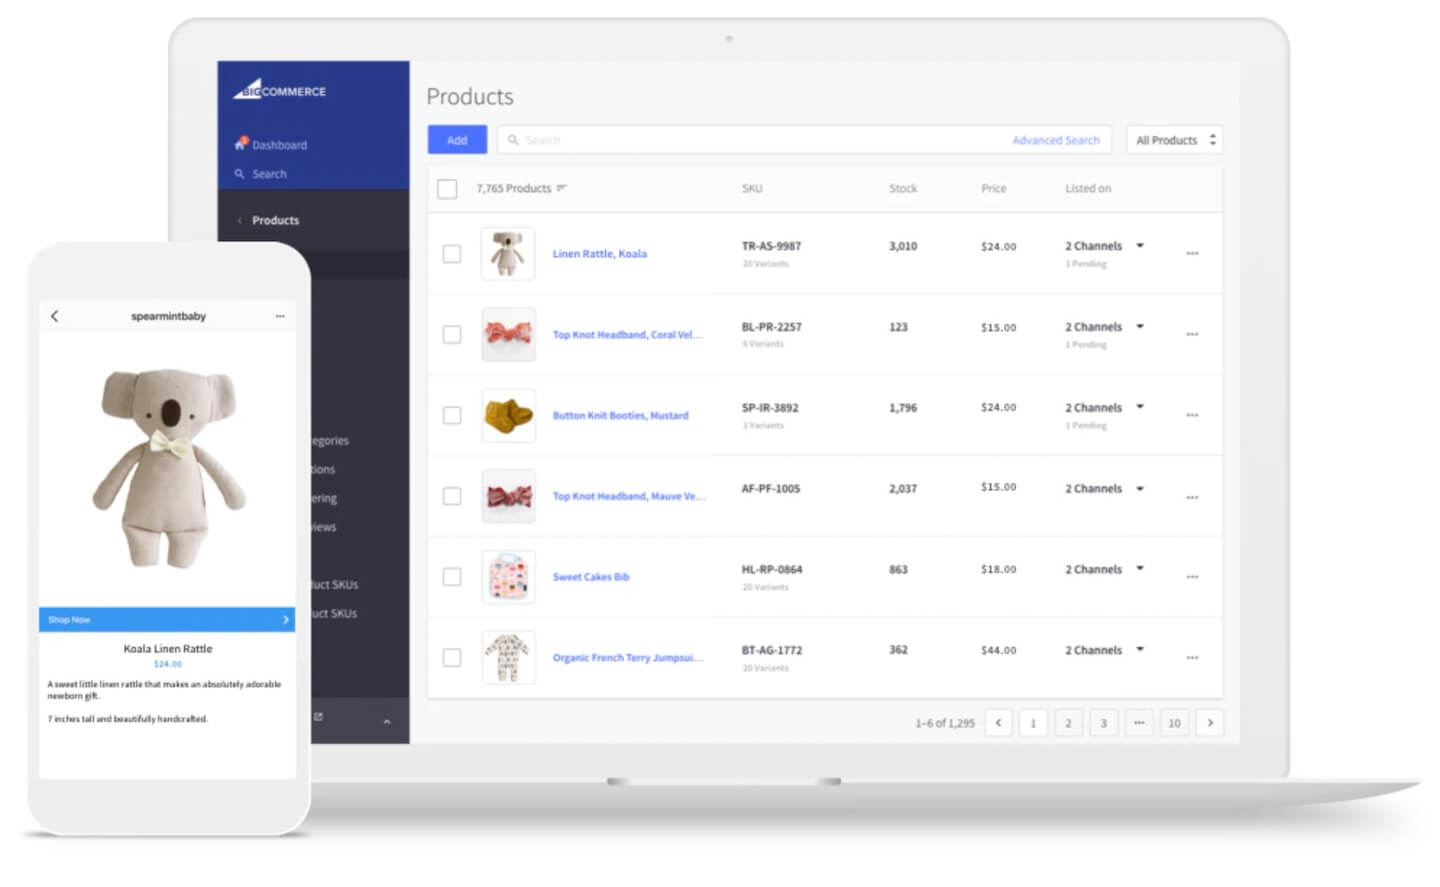 BIGCOMMERCE
Dashboard
Search
Products
egories
tions
ering
views
duct SKUs
uct SKUs
Products
Add
Search
Advanced Search
All Products
7,765 Products SKU Stock Price Listed on
Linen Rattle, Koala TR-AS-9987 3,010 $24.00 2 Channels
20 Variants 1 Pending
Top Knot Headband, Coral Vel... BL-PR-2257 123 $15.00 2 Channels
6 Variants 1 Pending
Button Knit Booties, Mustard SP-IR-3892 1,796 $24.00 2 Channels
3 Variants 1 Pending
Top Knot Headband, Mauve Ve... AF-PF-1005 2,037 $15.00 2 Channels
Sweet Cakes Bib HL-RP-0864 863 $18.00 2 Channels
20 Variants
Organic French Terry Jumpsui... BT-AG-1772 362 $44.00 2 Channels
20 Variants
1–6 of 1,295 < 1 2 3 ... 10 >
spearmintbaby
Shop Now
Koala Linen Rattle
$24.00
A sweet little linen rattle that makes an absolutely adorable
newborn gift.
7 inches tall and beautifully handcrafted.